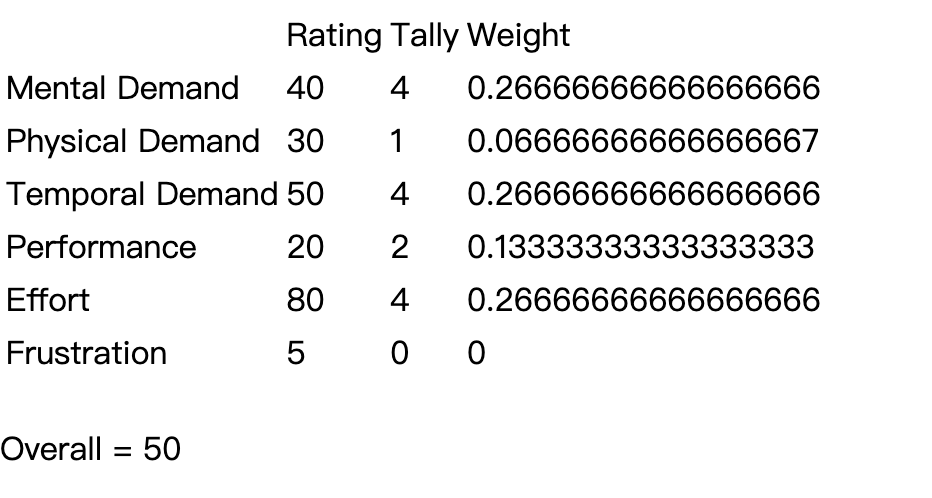 Rating Tally Weight
Mental Demand 40 4 0.26666666666666666
Physical Demand 30 1 0.06666666666666667
Temporal Demand 50 4 0.26666666666666666
Performance 20 2 0.13333333333333333
Effort 80 4 0.26666666666666666
Frustration 5 0 0
Overall = 50